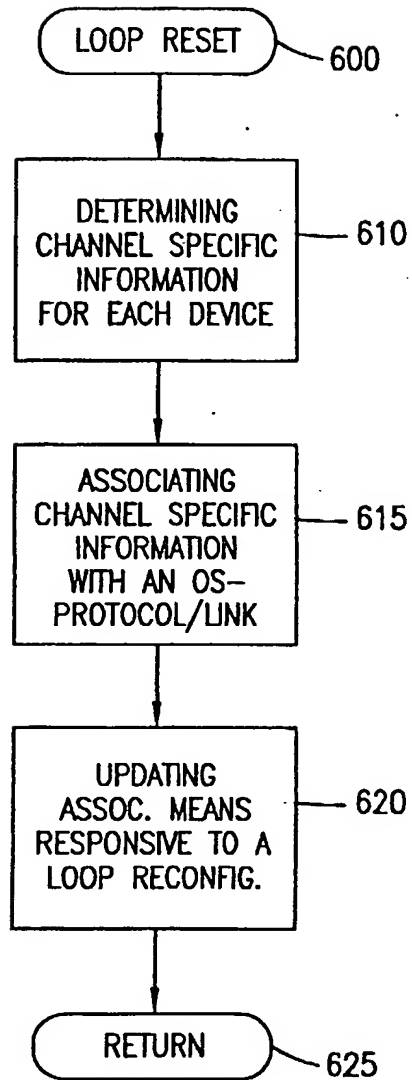 LOOP RESET
600
DETERMINING
CHANNEL SPECIFIC
INFORMATION
FOR EACH DEVICE
610
ASSOCIATING
CHANNEL SPECIFIC
INFORMATION
WITH AN OS-
PROTOCOL/LINK
615
UPDATING
ASSOC. MEANS
RESPONSIVE TO A
LOOP RECONFIG.
620
RETURN
625